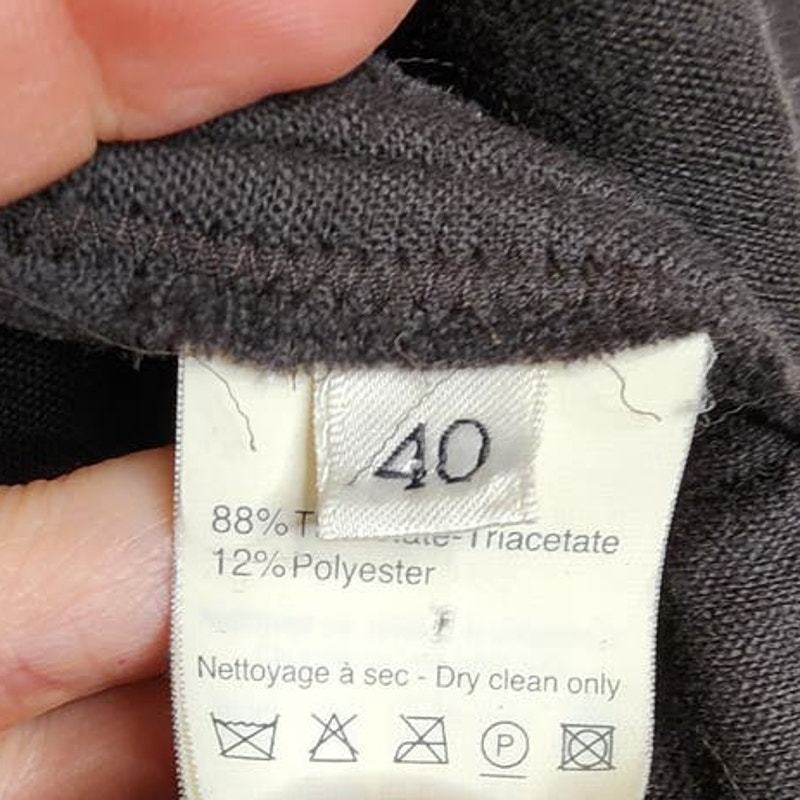 40
88% -Triacetate
12% Polyester
Nettoyage à sec - Dry clean only
P